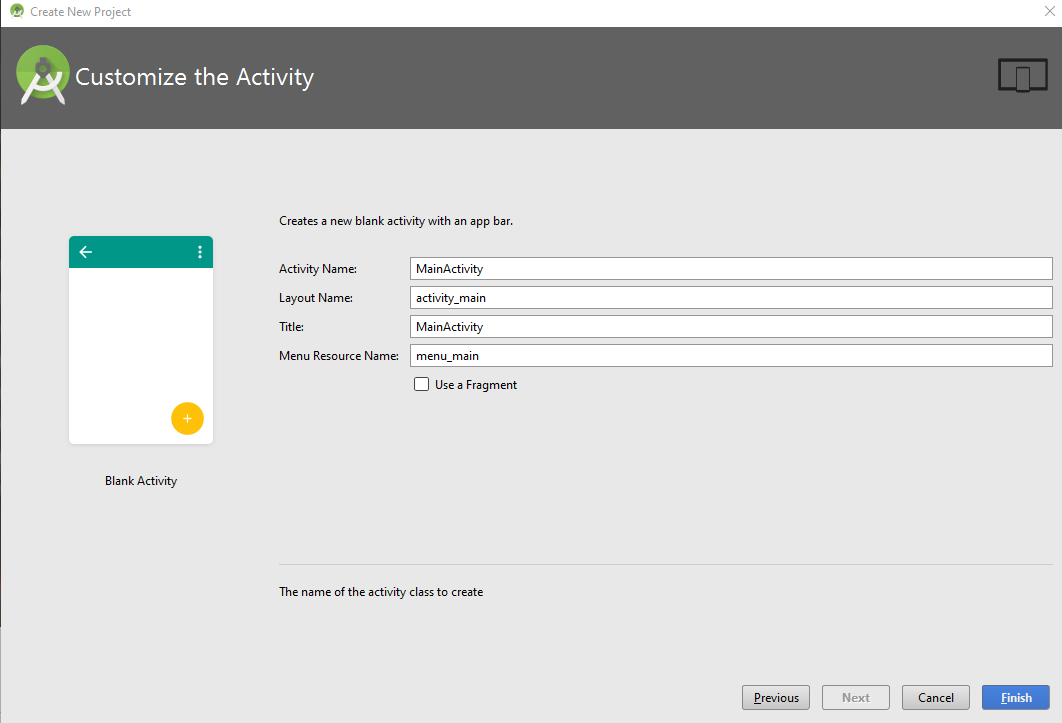 Create New Project
Customize the Activity
Creates a new blank activity with an app bar.
Activity Name: MainActivity
Layout Name: activity_main
Title: MainActivity
Menu Resource Name: menu_main
Use a Fragment
Blank Activity
The name of the activity class to create
Previous Next Cancel Finish